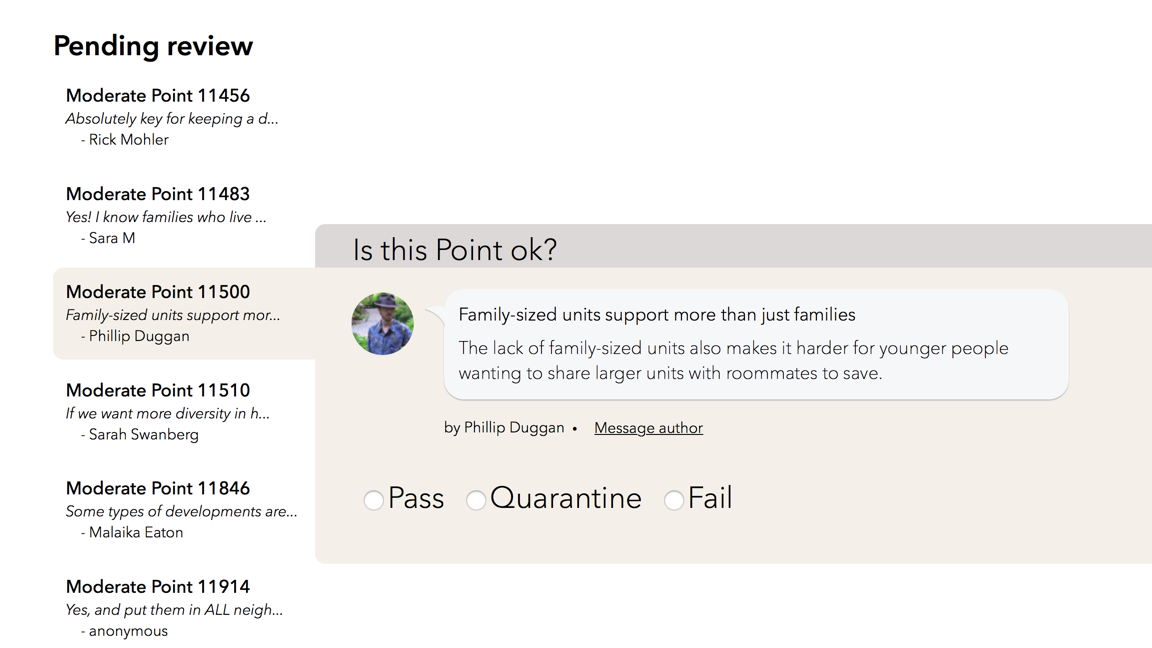 Pending review
Moderate Point 11456
Absolutely key for keeping a d...
- Rick Mohler
Moderate Point 11483
Yes! I know families who live ...
- Sara M
Moderate Point 11500
Family-sized units support mor...
- Phillip Duggan
Moderate Point 11510
If we want more diversity in h...
- Sarah Swanberg
Moderate Point 11846
Some types of developments are...
- Malaika Eaton
Moderate Point 11914
Yes, and put them in ALL neigh...
- anonymous
Is this Point ok?
Family-sized units support more than just families
The lack of family-sized units also makes it harder for younger people
wanting to share larger units with roommates to save.
by Phillip Duggan • Message author
Pass Quarantine Fail